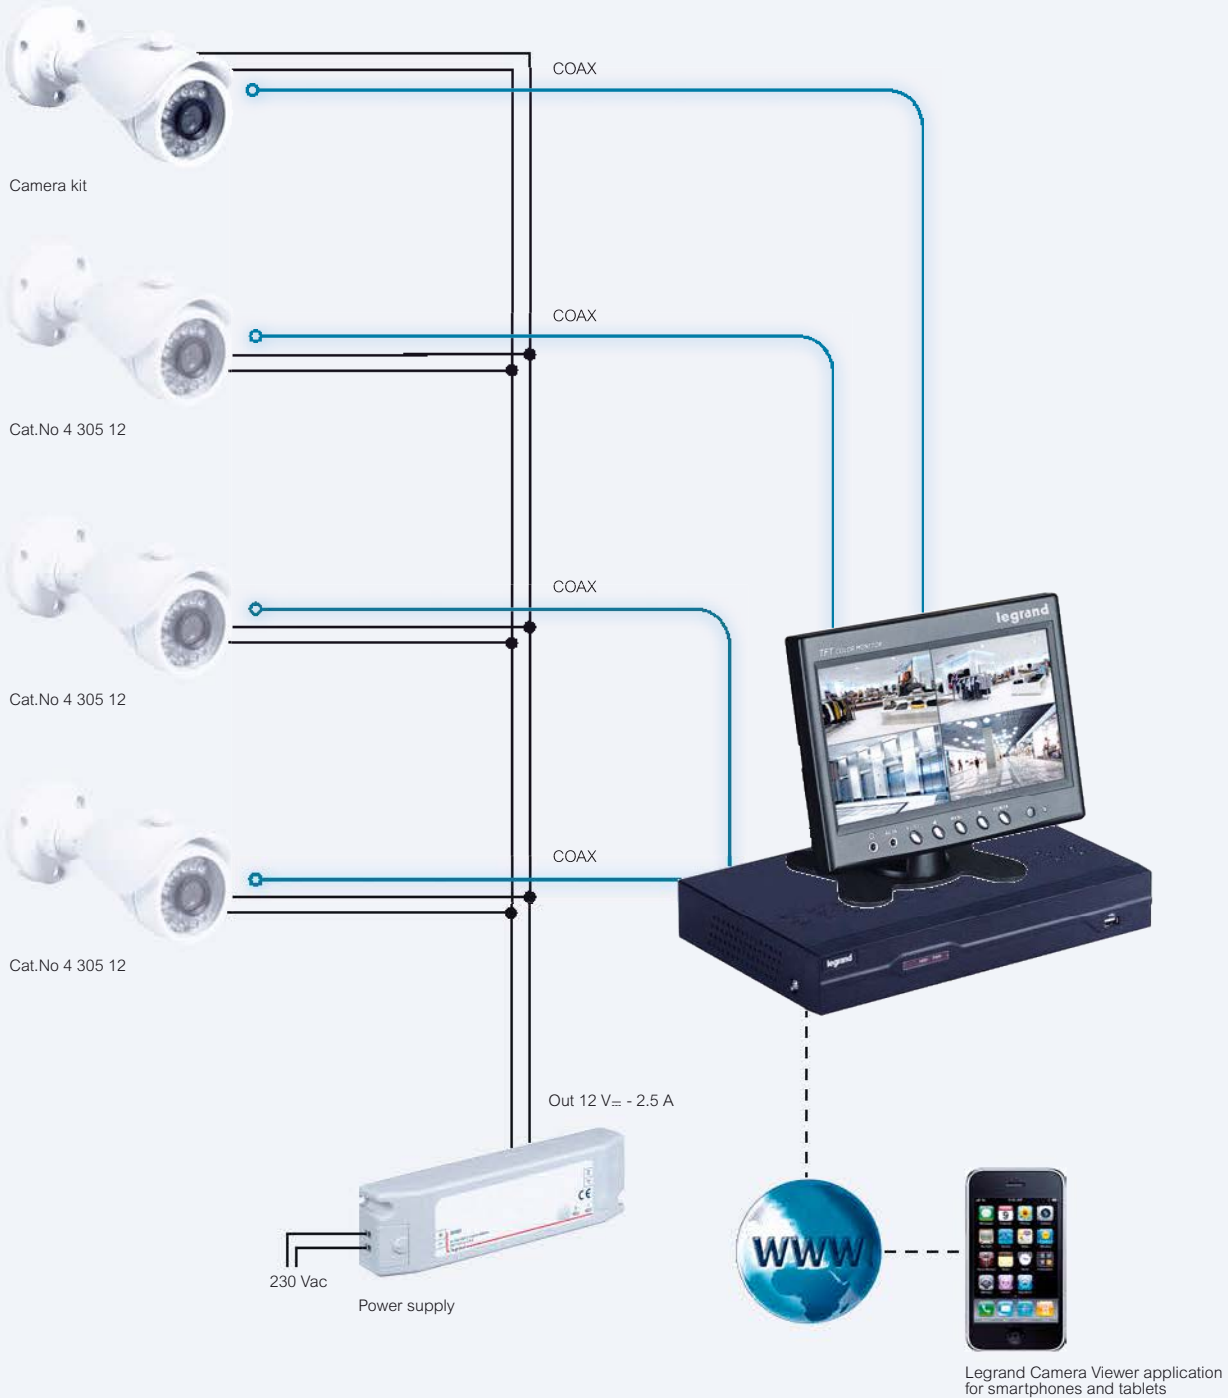 COAX
Camera kit
COAX
Cat.No 4 305 12
COAX
Cat.No 4 305 12
legrand
TFT COLOR MONITOR
COAX
Cat.No 4 305 12
legrand
Out 12 V⎓ - 2.5 A
CE
230 Vac
Power supply
WWW
Legrand Camera Viewer application
for smartphones and tablets